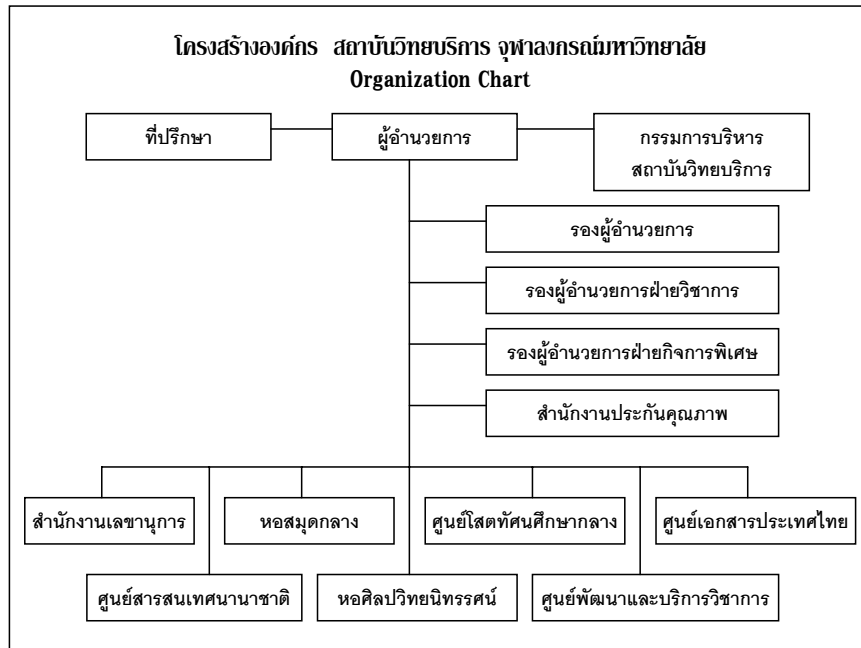 โครงสร้างองค์กร สถาบันวิทยบริการ จุฬาลงกรณ์มหาวิทยาลัย
Organization Chart
ที่ปรึกษา
ผู้อำนวยการ
กรรมการบริหาร
สถาบันวิทยบริการ
รองผู้อำนวยการ
รองผู้อำนวยการฝ่ายวิชาการ
รองผู้อำนวยการฝ่ายกิจการพิเศษ
สำนักงานประกันคุณภาพ
สำนักงานเลขานุการ
หอสมุดกลาง
ศูนย์โสตทัศนศึกษากลาง
ศูนย์เอกสารประเทศไทย
ศูนย์สารสนเทศนานาชาติ
หอศิลปวิทยนิทรรศน์
ศูนย์พัฒนาและบริการวิชาการ